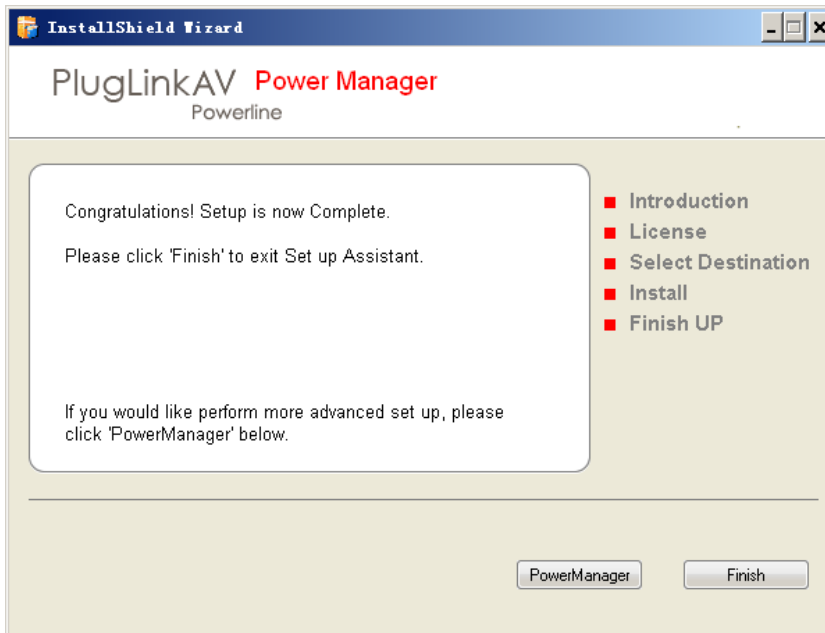 InstallShield Wizard
PlugLinkAV Power Manager
Powerline
Congratulations! Setup is now Complete.
Please click 'Finish' to exit Set up Assistant.
If you would like perform more advanced set up, please
click 'PowerManager' below.
Introduction
License
Select Destination
Install
Finish UP
PowerManager
Finish